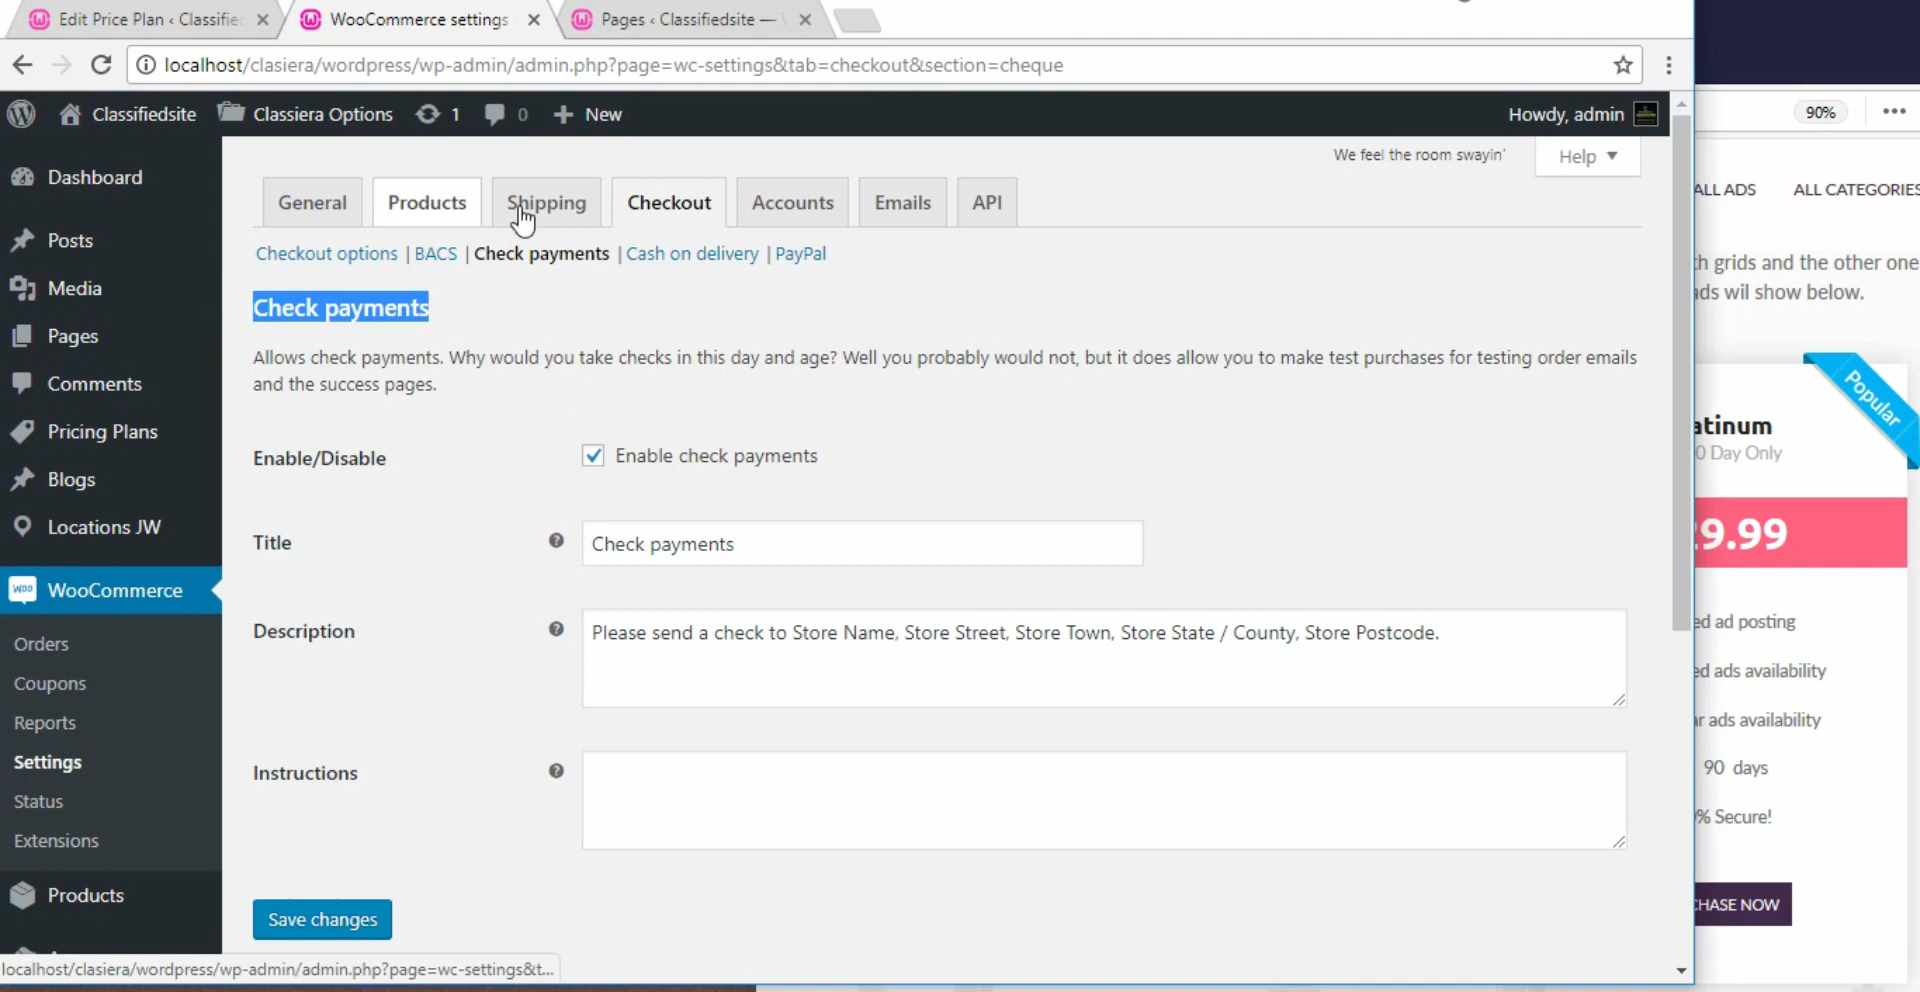 Edit Price Plan ‹ Classified
WooCommerce settings
Pages ‹ Classifiedsite —
localhost/clasiera/wordpress/wp-admin/admin.php?page=wc-settings&tab=checkout&section=cheque
Classifiedsite
Classiera Options
1
0
New
Howdy, admin
90%
We feel the room swayin'
Help
Dashboard
Posts
Media
Pages
Comments
Pricing Plans
Blogs
Locations JW
WOO
WooCommerce
Orders
Coupons
Reports
Settings
Status
Extensions
Products
General
Products
Shipping
Checkout
Accounts
Emails
API
Checkout options | BACS | Check payments | Cash on delivery | PayPal
Check payments
Allows check payments. Why would you take checks in this day and age? Well you probably would not, but it does allow you to make test purchases for testing order emails
and the success pages.
Enable/Disable
Enable check payments
Title
Check payments
Description
Please send a check to Store Name, Store Street, Store Town, Store State / County, Store Postcode.
Instructions
Save changes
localhost/clasiera/wordpress/wp-admin/admin.php?page=wc-settings&t...
ALL ADS
ALL CATEGORIES
th grids and the other one
ads wil show below.
Popular
atinum
0 Day Only
9.99
ed ad posting
ed ads availability
ar ads availability
90 days
% Secure!
CHASE NOW